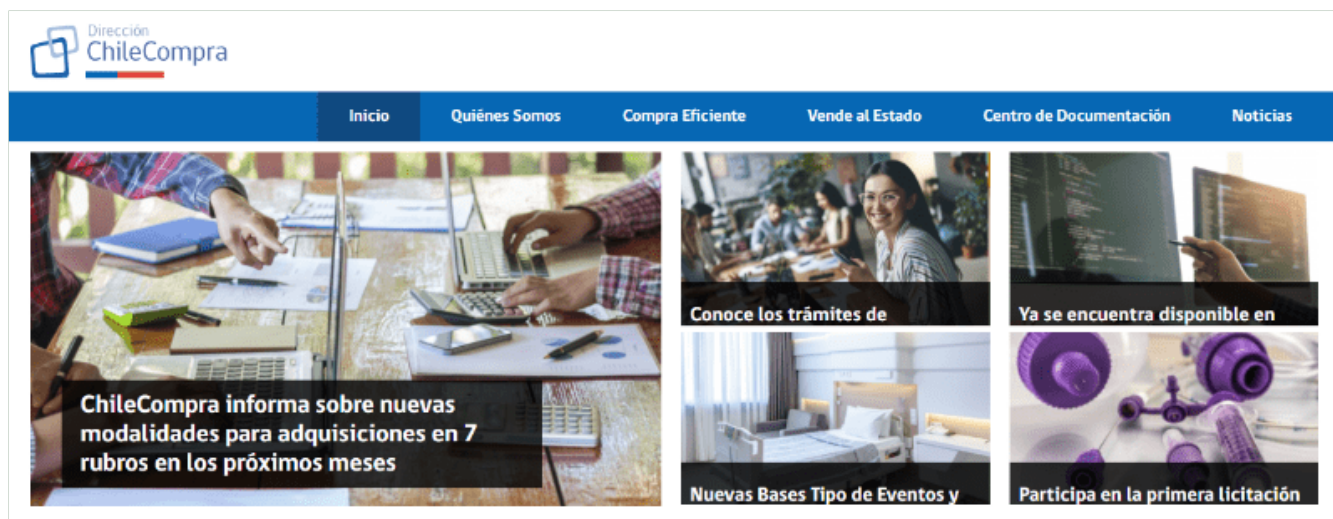 Dirección
ChileCompra
Inicio Quiénes Somos Compra Eficiente Vende al Estado Centro de Documentación Noticias
ChileCompra informa sobre nuevas
modalidades para adquisiciones en 7
rubros en los próximos meses
Conoce los trámites de
Ya se encuentra disponible en
Nuevas Bases Tipo de Eventos y
Participa en la primera licitación